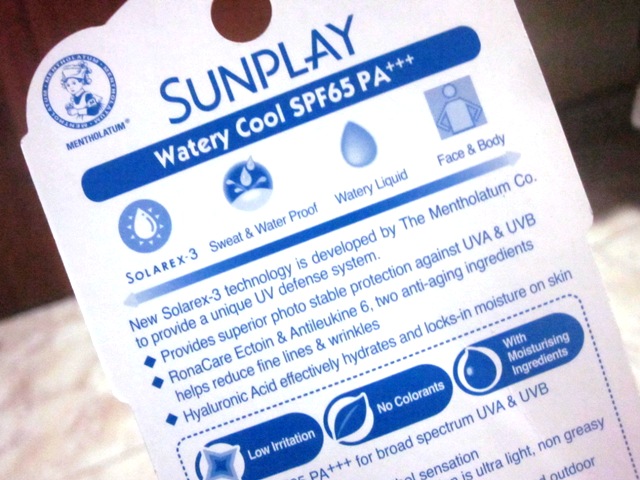 MENTHOLATUM • MENTHOLATUM • MENTHOLATUM
MENTHOLATUM®
SUNPLAY
Watery Cool SPF65 PA+++
SOLAREX-3
Sweat & Water Proof
Watery Liquid
Face & Body
New Solarex-3 technology is developed by The Mentholatum Co.
to provide a unique UV defense system.
◆ Provides superior photo stable protection against UVA & UVB
◆ RonaCare Ectoin & Antileukine 6, two anti-aging ingredients
helps reduce fine lines & wrinkles
◆ Hyaluronic Acid effectively hydrates and locks-in moisture on skin
Low Irritation
No Colorants
With
Moisturising
Ingredients
PA+++ for broad spectrum UVA & UVB
sensation
is ultra light, non greasy
outdoor